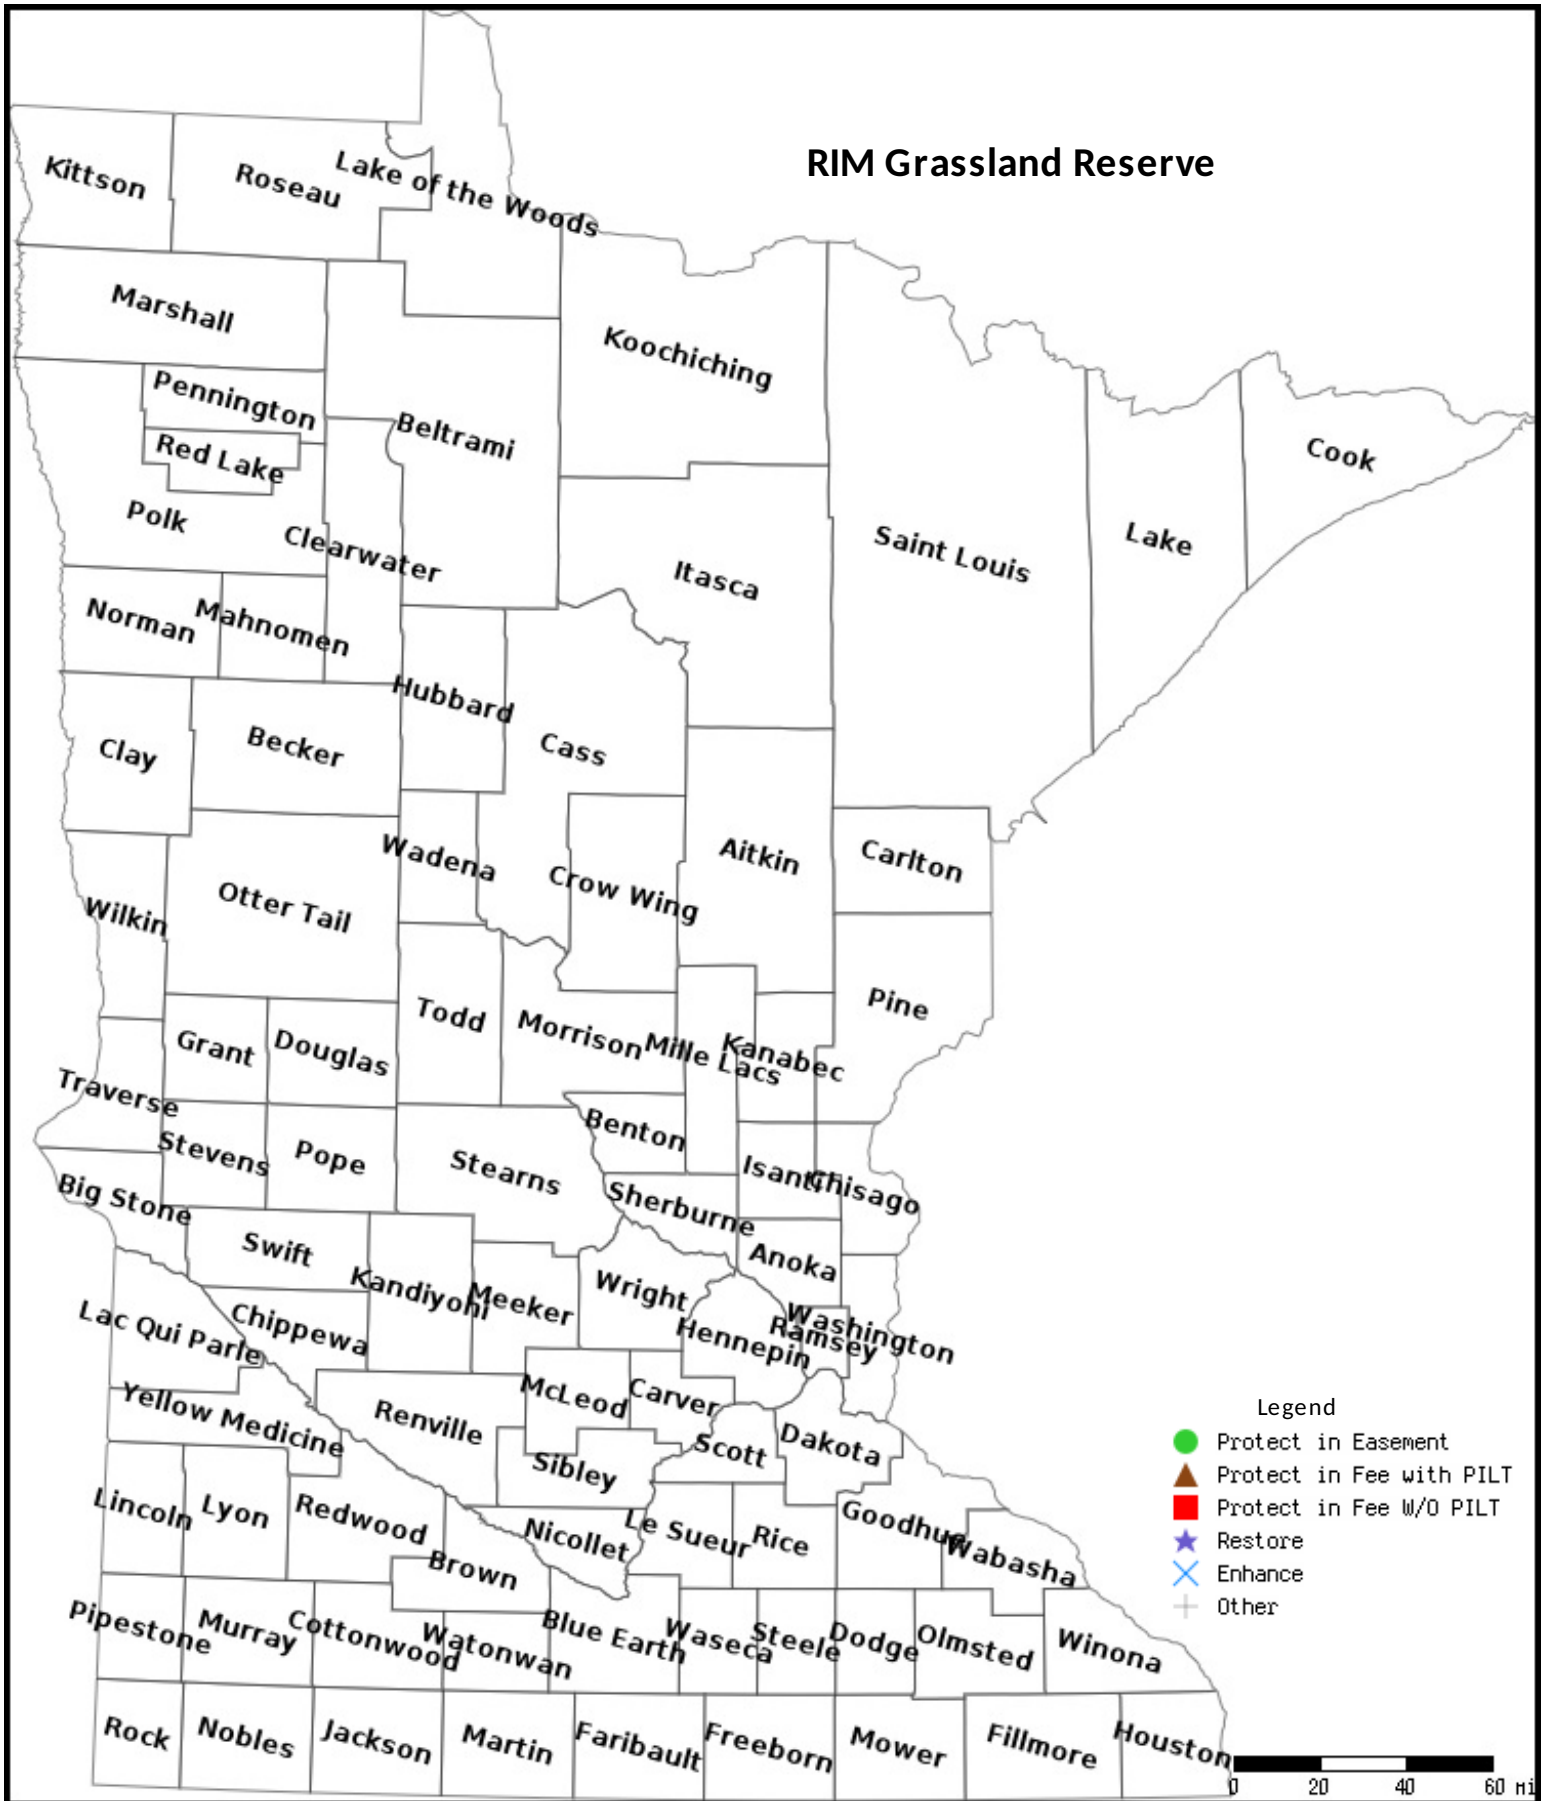 RIM Grassland Reserve
Kittson
Roseau
Lake of the Woods
Marshall
Koochiching
Pennington
Beltrami
Red Lake
Cook
Polk
Clearwater
Saint Louis
Lake
Itasca
Norman
Mahnomen
Hubbard
Clay
Becker
Cass
Wadena
Aitkin
Carlton
Crow Wing
Otter Tail
Wilkin
Pine
Todd
Morrison
Mille Lacs
Kanabec
Grant
Douglas
Traverse
Benton
Stevens
Pope
Stearns
Isanti
Chisago
Big Stone
Sherburne
Swift
Anoka
Kandiyohi
Meeker
Wright
Washington
Ramsey
Hennepin
Lac Qui Parle
Chippewa
McLeod
Carver
Yellow Medicine
Renville
Scott
Dakota
Sibley
Lincoln
Lyon
Redwood
Nicollet
Le Sueur
Rice
Goodhue
Wabasha
Brown
Pipestone
Murray
Cottonwood
Watonwan
Blue Earth
Waseca
Steele
Dodge
Olmsted
Winona
Rock
Nobles
Jackson
Martin
Faribault
Freeborn
Mower
Fillmore
Houston
Legend
Protect in Easement
Protect in Fee with PILT
Protect in Fee W/O PILT
Restore
Enhance
Other
0 20 40 60 mi